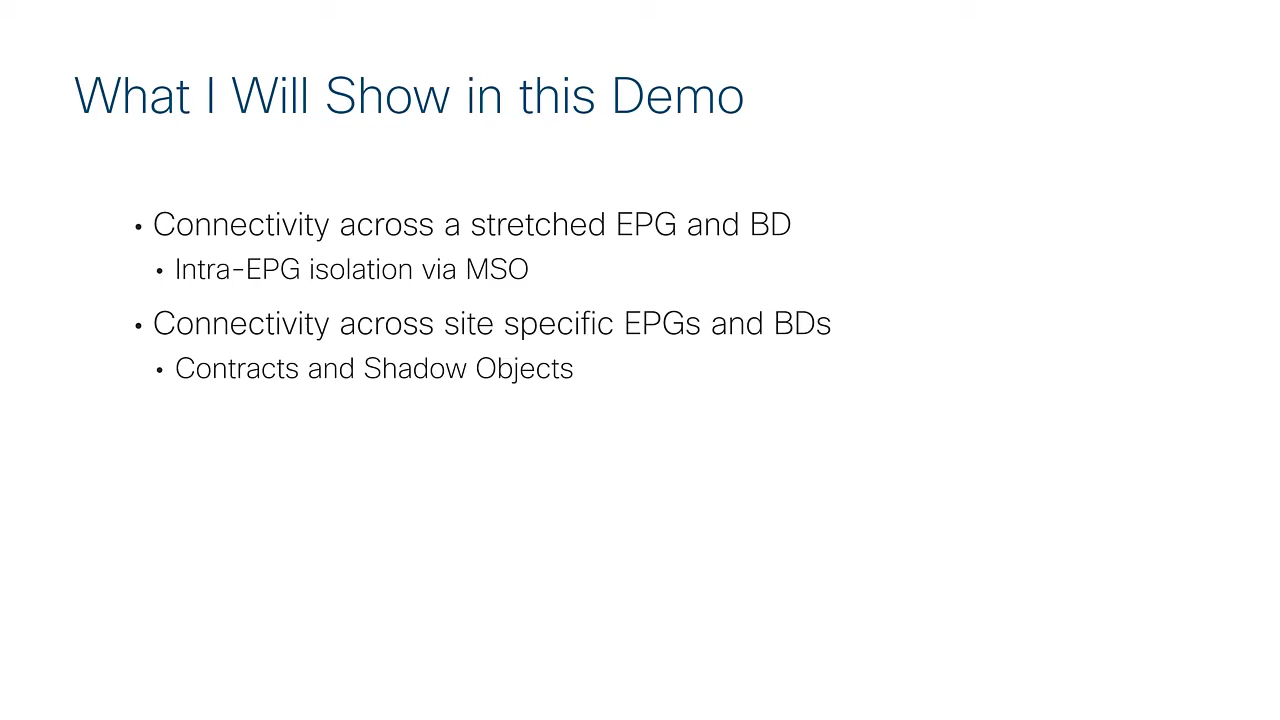 What I Will Show in this Demo
• Connectivity across a stretched EPG and BD
• Intra-EPG isolation via MSO
• Connectivity across site specific EPGs and BDs
• Contracts and Shadow Objects